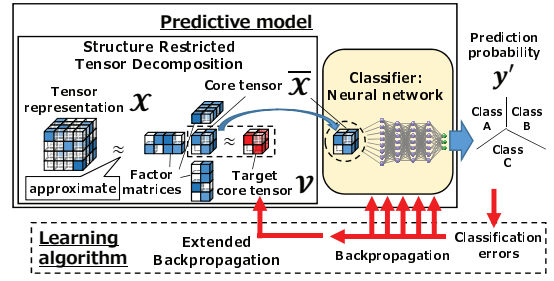 Predictive model
Structure Restricted
Tensor Decomposition
Tensor
representation 𝒳
Core tensor 𝒳̅
≈
≈
approximate
Factor
matrices
Target
core tensor 𝒱
Classifier:
Neural network
Prediction
probability
y′
Class
A
Class
B
Class
C
Learning
algorithm
Extended
Backpropagation
Backpropagation
Classification
errors